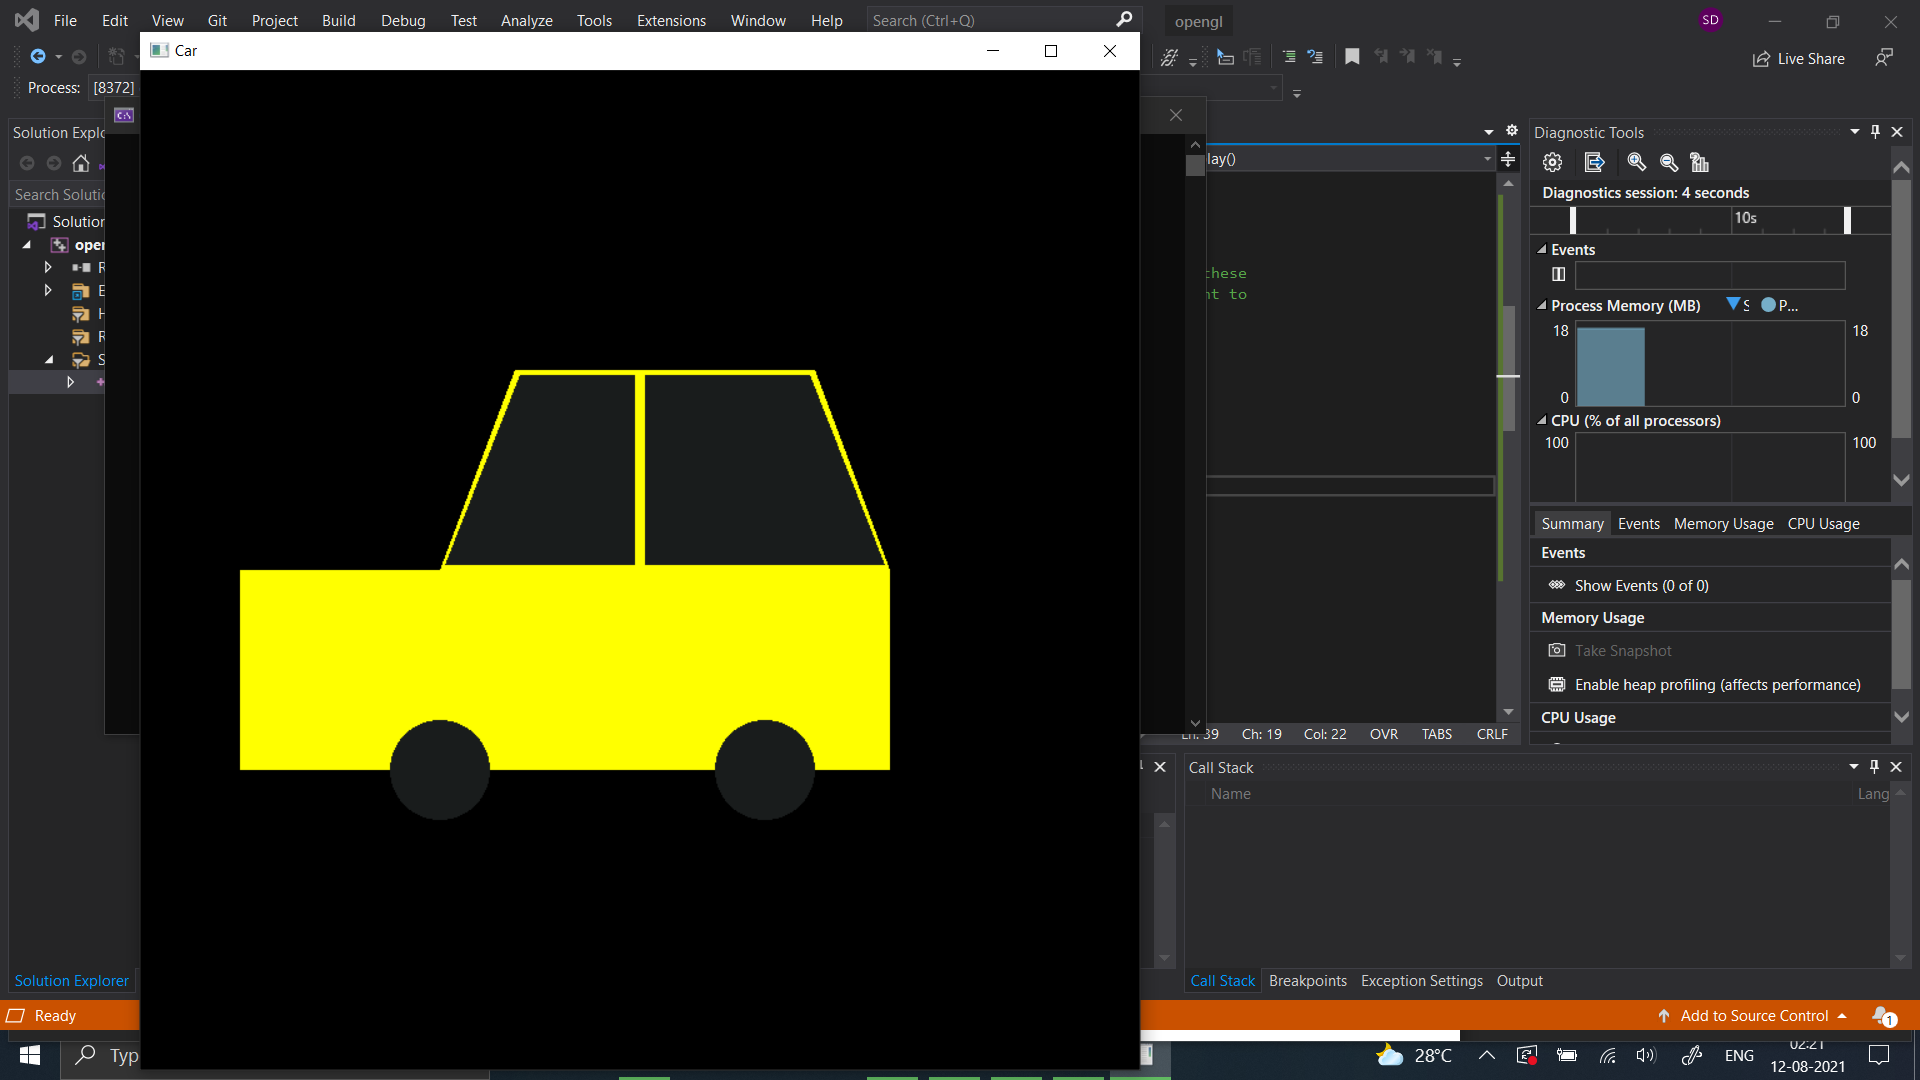 File Edit View Git Project Build Debug Test Analyze Tools Extensions Window Help Search (Ctrl+Q) opengl SD
Car
Live Share
Process: [8372]
Solution Explo
Diagnostic Tools
lay()
Search Solutio
Diagnostics session: 4 seconds
Solution
10s
open
Events
R
these
E
nt to
Process Memory (MB) S P...
H
18 18
R
S
0 0
CPU (% of all processors)
100 100
Summary Events Memory Usage CPU Usage
Events
Show Events (0 of 0)
Memory Usage
Take Snapshot
Enable heap profiling (affects performance)
CPU Usage
Ln: 39 Ch: 19 Col: 22 OVR TABS CRLF
Call Stack
Name Lang
Solution Explorer
Call Stack Breakpoints Exception Settings Output
Ready
Add to Source Control 1
Typ
28°C ENG
02:21
12-08-2021